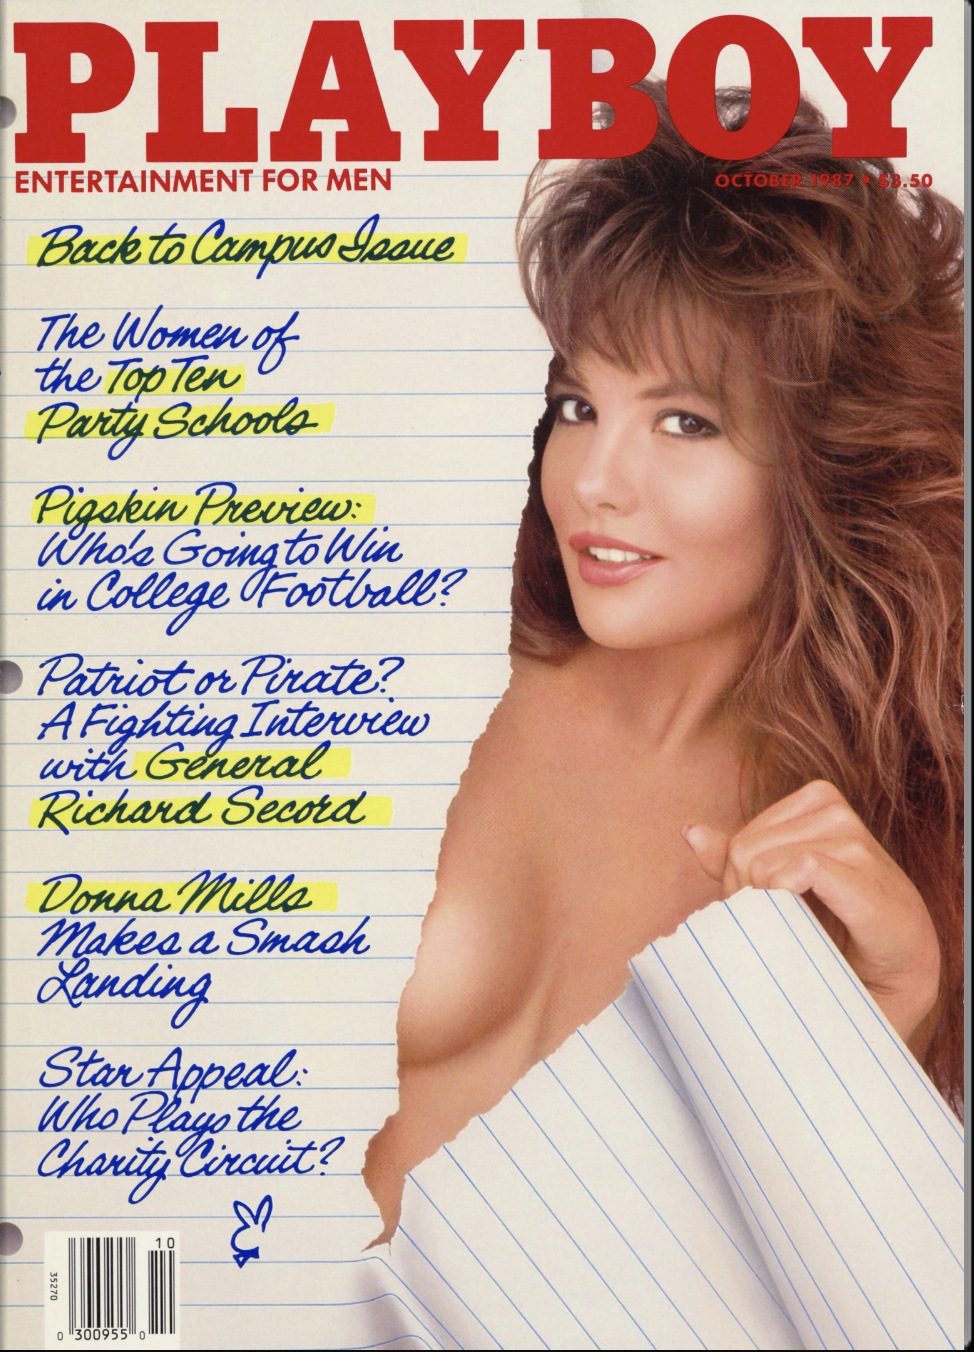 PLAYBOY
ENTERTAINMENT FOR MEN
OCTOBER 1987 • $3.50
Back to Campus Issue
The Women of
the Top Ten
Party Schools
Pigskin Preview:
Who's Going to Win
in College Football?
Patriot or Pirate?
A Fighting Interview
with General
Richard Secord
Donna Mills
Makes a Smash
Landing
Star Appeal:
Who Plays the
Charity Circuit?
10
35270
0 300955 0